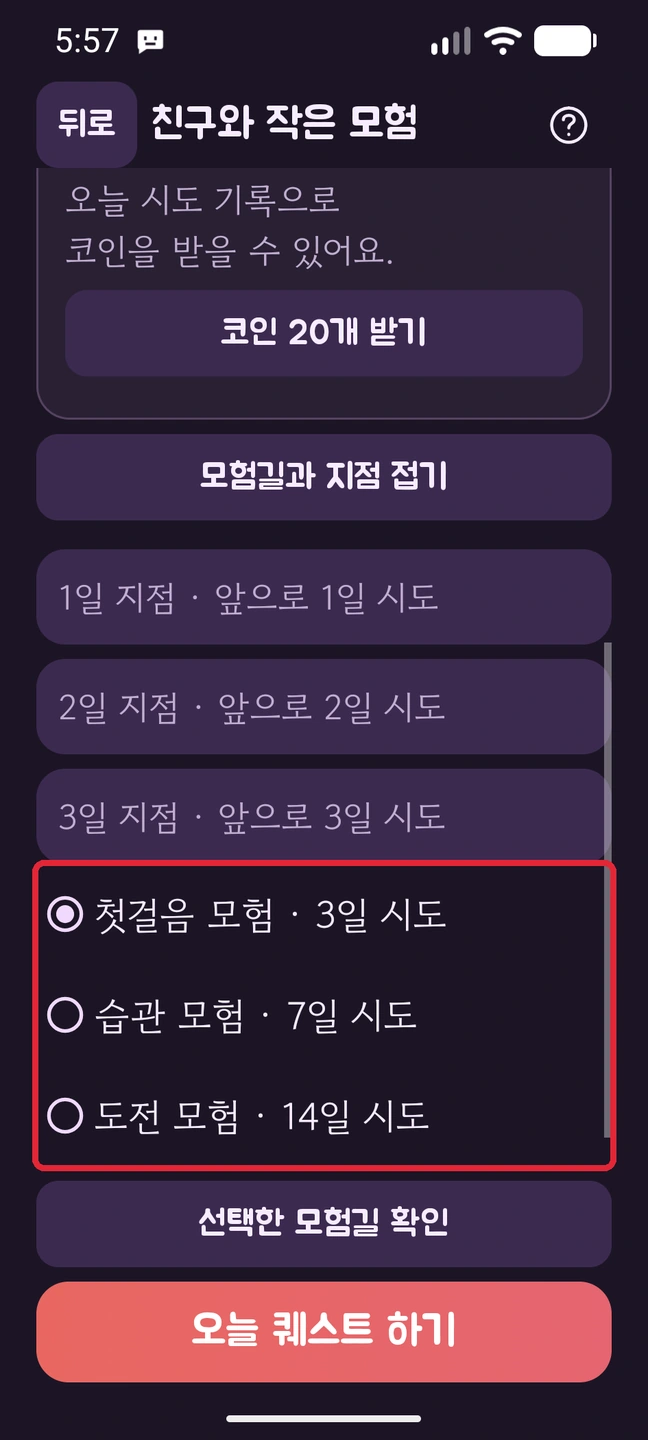 5:57
뒤로 친구와 작은 모험
오늘 시도 기록으로
코인을 받을 수 있어요.
코인 20개 받기
모험길과 지점 접기
1일 지점 · 앞으로 1일 시도
2일 지점 · 앞으로 2일 시도
3일 지점 · 앞으로 3일 시도
첫걸음 모험 · 3일 시도
습관 모험 · 7일 시도
도전 모험 · 14일 시도
선택한 모험길 확인
오늘 퀘스트 하기